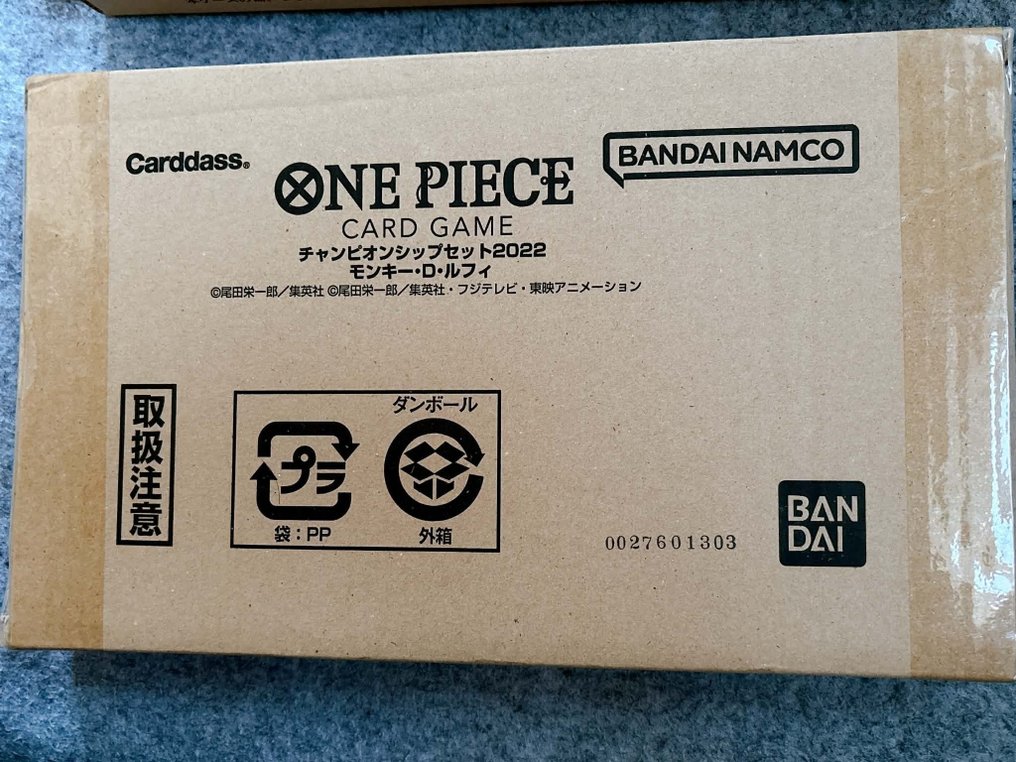 Carddass®
BANDAI NAMCO
ONE PIECE
CARD GAME
チャンピオンシップセット2022
モンキー・D・ルフィ
©尾田栄一郎／集英社 ©尾田栄一郎／集英社・フジテレビ・東映アニメーション
取扱注意
プラ
袋：PP
ダンボール
外箱
0027601303
BAN
DAI